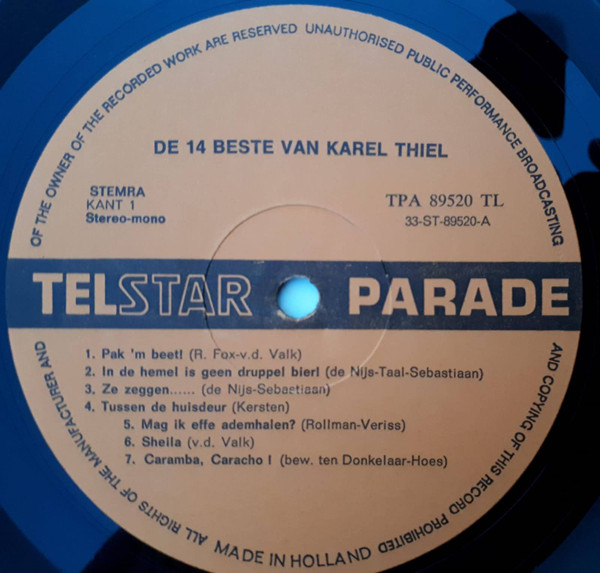 OF THE OWNER OF THE RECORDED WORK ARE RESERVED UNAUTHORISED PUBLIC PERFORMANCE BROADCASTING
DE 14 BESTE VAN KAREL THIEL
STEMRA
KANT 1
Stereo-mono
TPA 89520 TL
33-ST-89520-A
TELSTAR PARADE
1. Pak 'm beet! (R. Fox-v.d. Valk)
2. In de hemel is geen druppel bier! (de Nijs-Taal-Sebastiaan)
3. Ze zeggen...... (de Nijs-Sebastiaan)
4. Tussen de huisdeur (Kersten)
5. Mag ik effe ademhalen? (Rollman-Veriss)
6. Sheila (v.d. Valk)
7. Caramba, Caracho! (bew. ten Donkelaar-Hoes)
AND COPYING OF THIS RECORD PROHIBITED
ALL RIGHTS OF THE MANUFACTURER AND
MADE IN HOLLAND